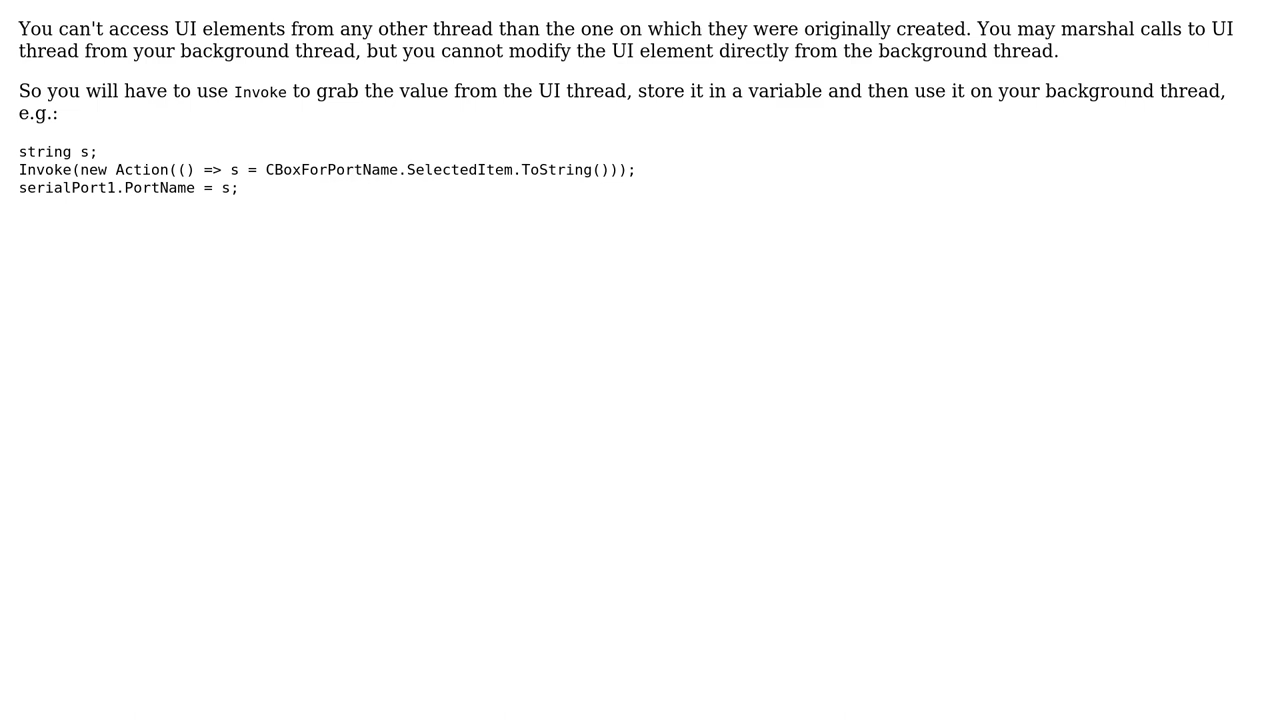 You can't access UI elements from any other thread than the one on which they were originally created. You may marshal calls to UI
thread from your background thread, but you cannot modify the UI element directly from the background thread.
So you will have to use Invoke to grab the value from the UI thread, store it in a variable and then use it on your background thread,
e.g.:
string s;
Invoke(new Action(() => s = CBoxForPortName.SelectedItem.ToString()));
serialPort1.PortName = s;